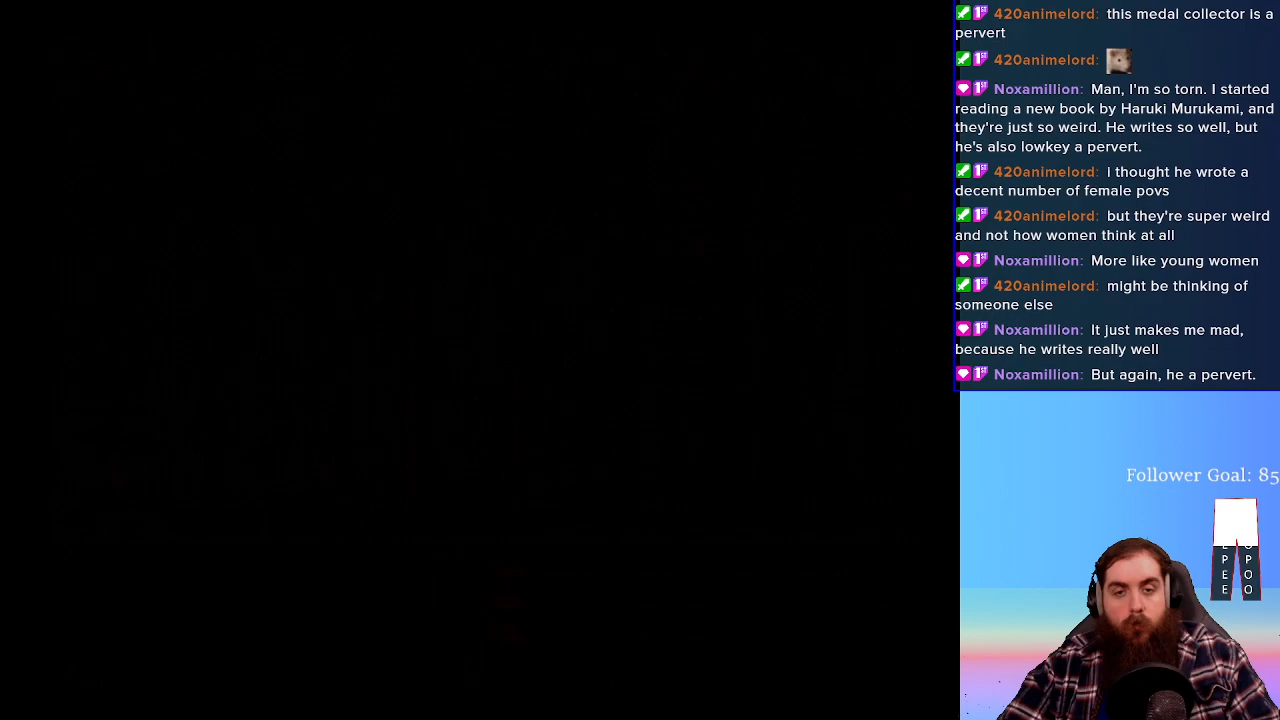 420animelord: this medal collector is a
pervert
420animelord:
Noxamillion: Man, I'm so torn. I started
reading a new book by Haruki Murukami, and
they're just so weird. He writes so well, but
he's also lowkey a pervert.
420animelord: i thought he wrote a
decent number of female povs
420animelord: but they're super weird
and not how women think at all
Noxamillion: More like young women
420animelord: might be thinking of
someone else
Noxamillion: It just makes me mad,
because he writes really well
Noxamillion: But again, he a pervert.
Follower Goal: 85
P P
E O
E O